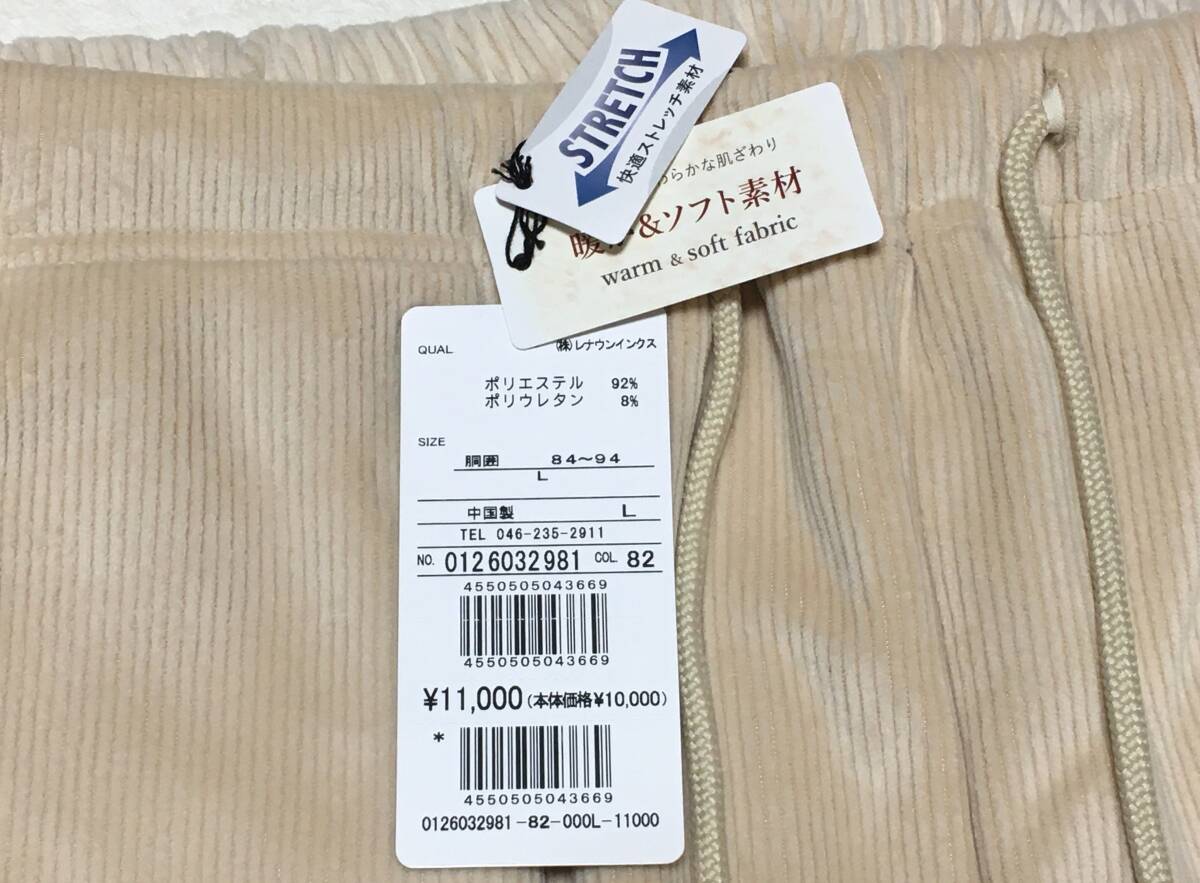 STRETCH
快適ストレッチ素材
らかな肌ざわり
暖 &ソフト素材
warm & soft fabric
QUAL ㈱レナウンインクス
ポリエステル 92%
ポリウレタン 8%
SIZE
胴囲 84～94
L
中国製 L
TEL 046-235-2911
NO. 0126032981 COL. 82
4550505043669
4550505043669
¥11,000(本体価格¥10,000)
*
4550505043669
0126032981-82-000L-11000